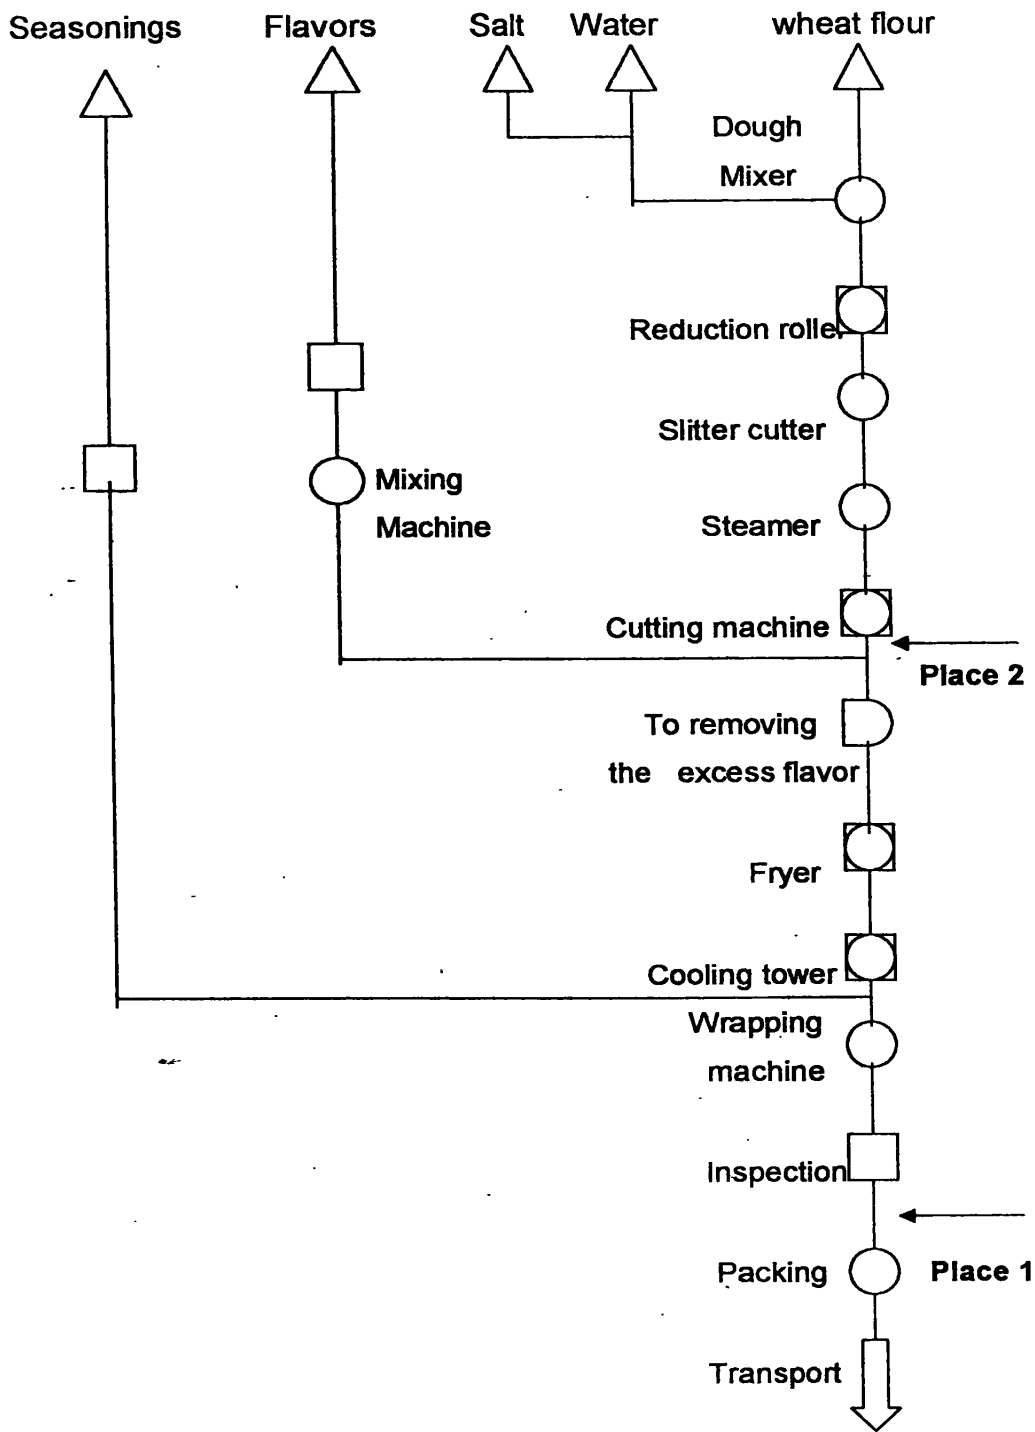 Seasonings
Flavors
Salt
Water
wheat flour
Dough
Mixer
Reduction roller
Slitter cutter
Mixing
Machine
Steamer
Cutting machine
Place 2
To removing
the excess flavor
Fryer
Cooling tower
Wrapping
machine
Inspection
Packing
Place 1
Transport